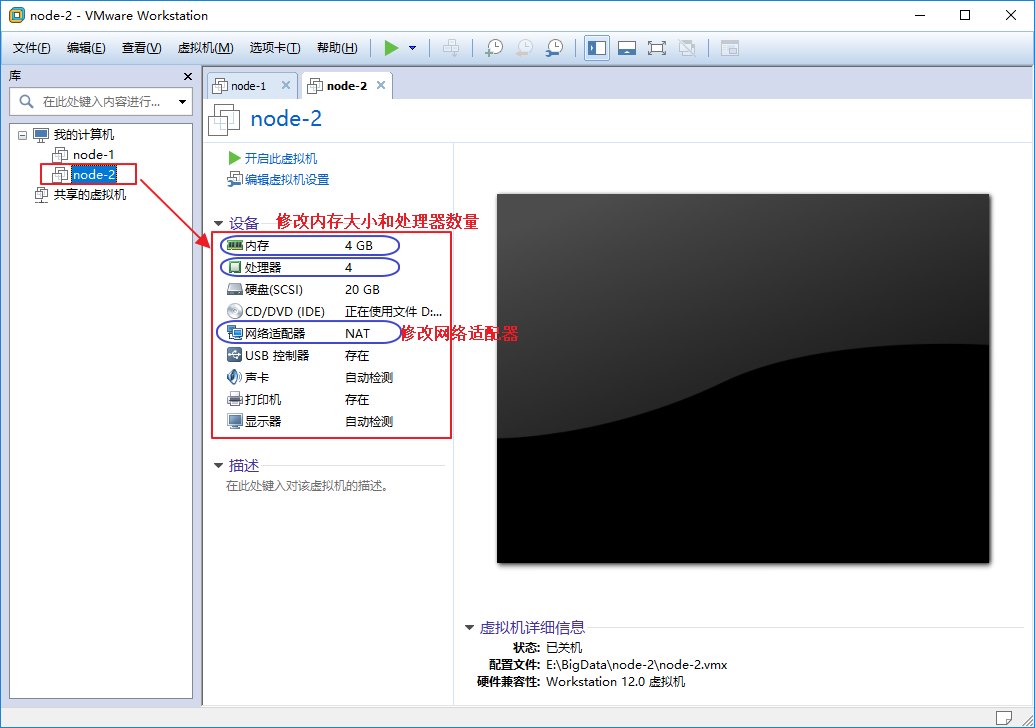 node-2 - VMware Workstation
文件(F) 编辑(E) 查看(V) 虚拟机(M) 选项卡(T) 帮助(H)
库
在此处键入内容进行...
我的计算机
node-1
node-2
共享的虚拟机
node-1
node-2
node-2
开启此虚拟机
编辑虚拟机设置
设备
修改内存大小和处理器数量
内存 4 GB
处理器 4
硬盘(SCSI) 20 GB
CD/DVD (IDE) 正在使用文件 D:...
网络适配器 NAT
修改网络适配器
USB 控制器 存在
声卡 自动检测
打印机 存在
显示器 自动检测
描述
在此处键入对该虚拟机的描述。
虚拟机详细信息
状态: 已关机
配置文件: E:\BigData\node-2\node-2.vmx
硬件兼容性: Workstation 12.0 虚拟机